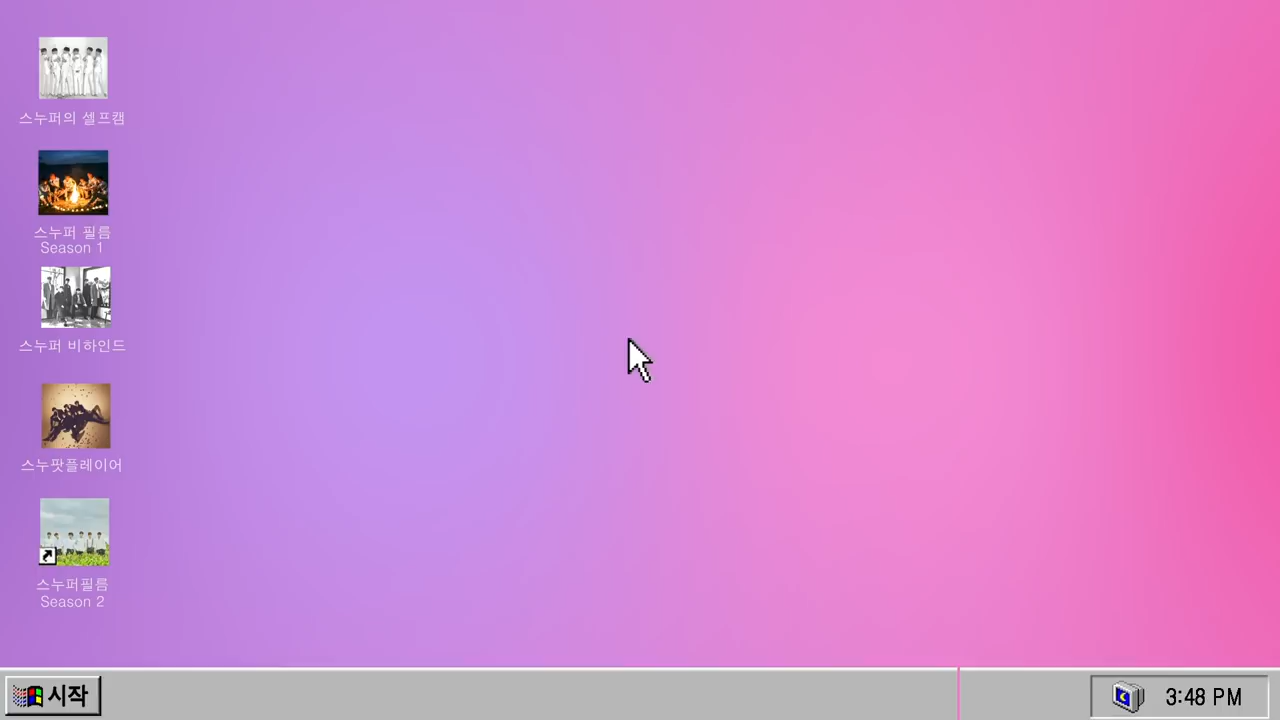 스누퍼의 셀프캠
스누퍼 필름
Season 1
스누퍼 비하인드
스누팟플레이어
스누퍼필름
Season 2
시작
3:48 PM